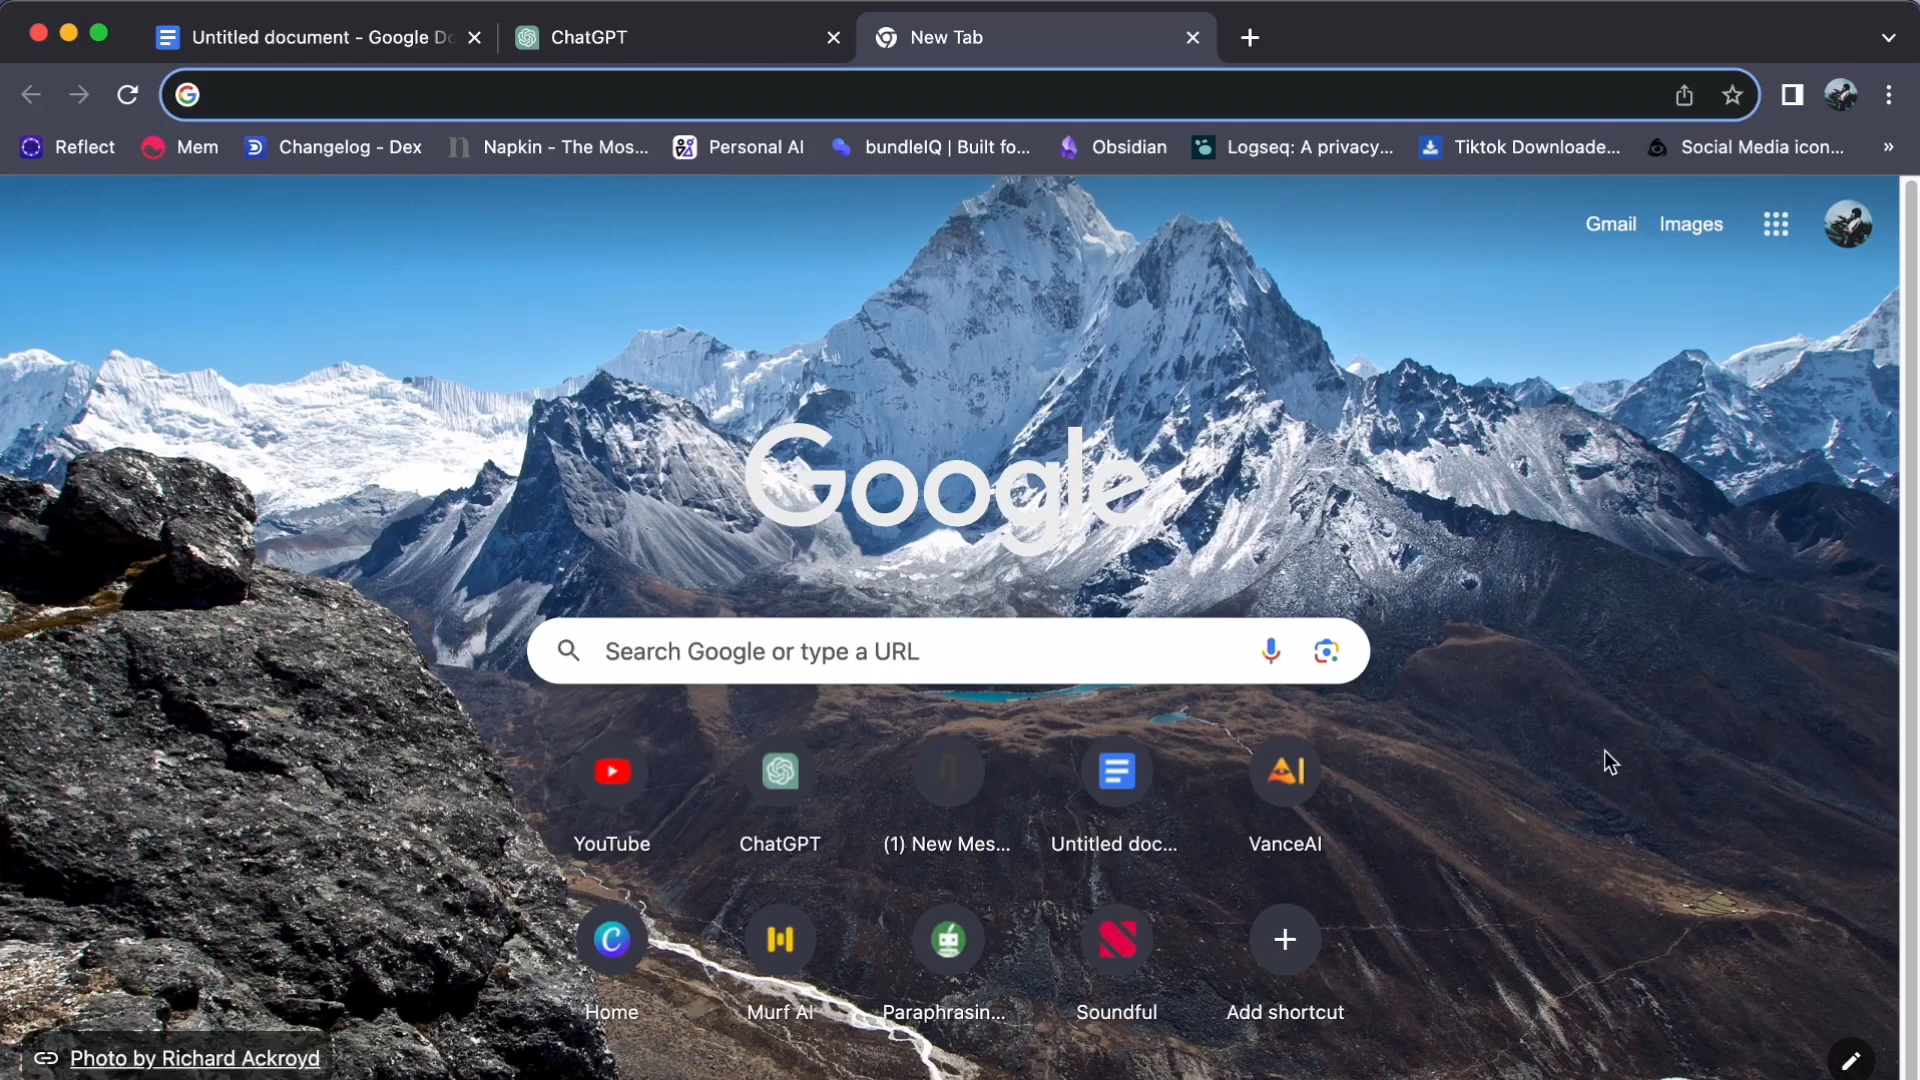 Untitled document - Google Do
ChatGPT
New Tab
Reflect
Mem
Changelog - Dex
Napkin - The Mos...
Personal AI
bundleIQ | Built fo...
Obsidian
Logseq: A privacy...
Tiktok Downloade...
Social Media icon...
Gmail Images
Google
Search Google or type a URL
YouTube
ChatGPT
(1) New Mes...
Untitled doc...
VanceAI
Home
Murf AI
Paraphrasin...
Soundful
Add shortcut
Photo by Richard Ackroyd